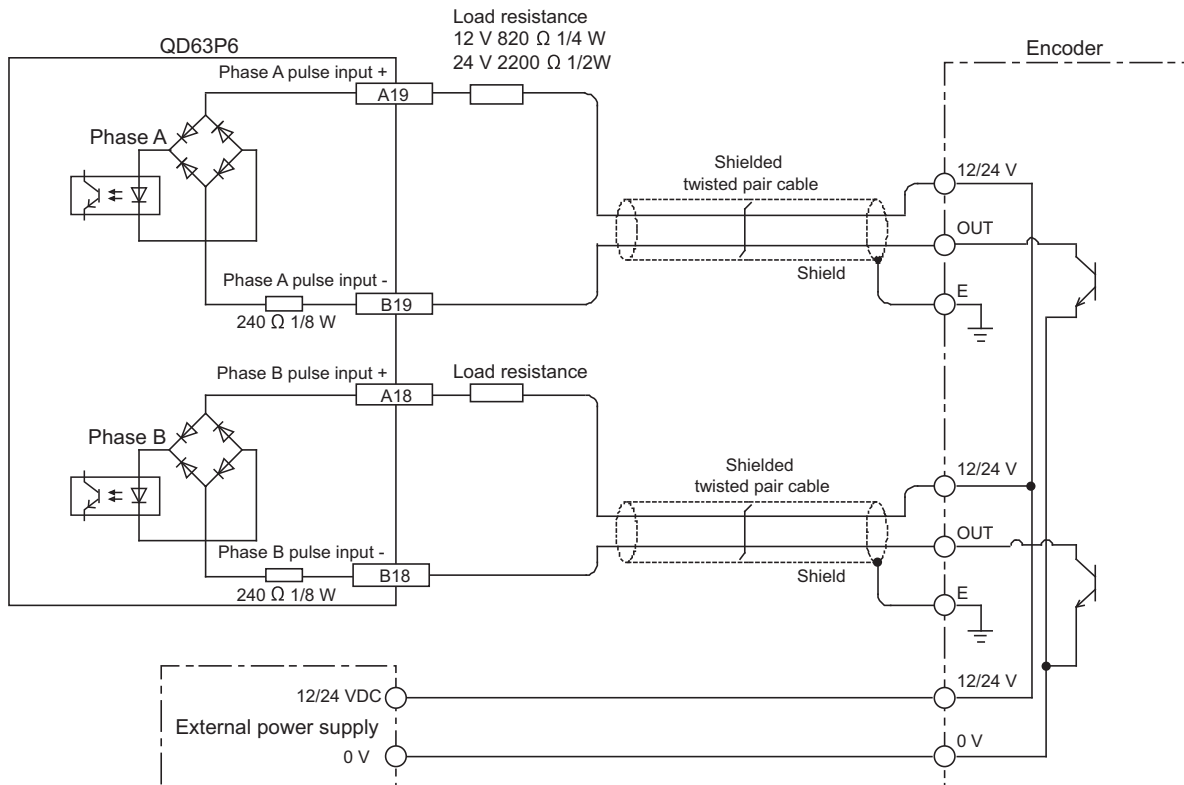 Load resistance
12 V 820 Ω 1/4 W
24 V 2200 Ω 1/2W
QD63P6
Encoder
Phase A pulse input +
A19
Phase A
Shielded
twisted pair cable
12/24 V
OUT
Shield
E
Phase A pulse input -
B19
240 Ω 1/8 W
Phase B pulse input +
A18
Load resistance
Phase B
Shielded
twisted pair cable
12/24 V
OUT
Shield
E
Phase B pulse input -
B18
240 Ω 1/8 W
12/24 VDC
12/24 V
External power supply
0 V
0 V